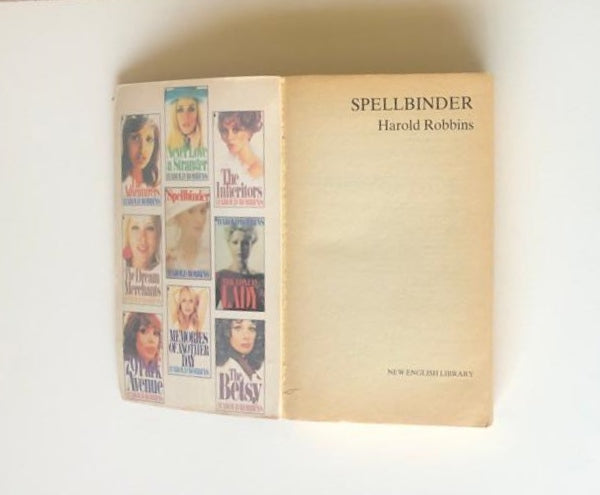 The
Adventurers
HAROLD ROBBINS
Never Love
a Stranger
HAROLD ROBBINS
The
Inheritors
HAROLD ROBBINS
The Dream
Merchants
Spellbinder
HAROLD ROBBINS
HAROLD ROBBINS
THE LONELY
LADY
79 Park
Avenue
HAROLD ROBBINS
MEMORIES
OF ANOTHER
DAY
HAROLD ROBBINS
The
Betsy
HAROLD ROBBINS
SPELLBINDER
Harold Robbins
NEW ENGLISH LIBRARY